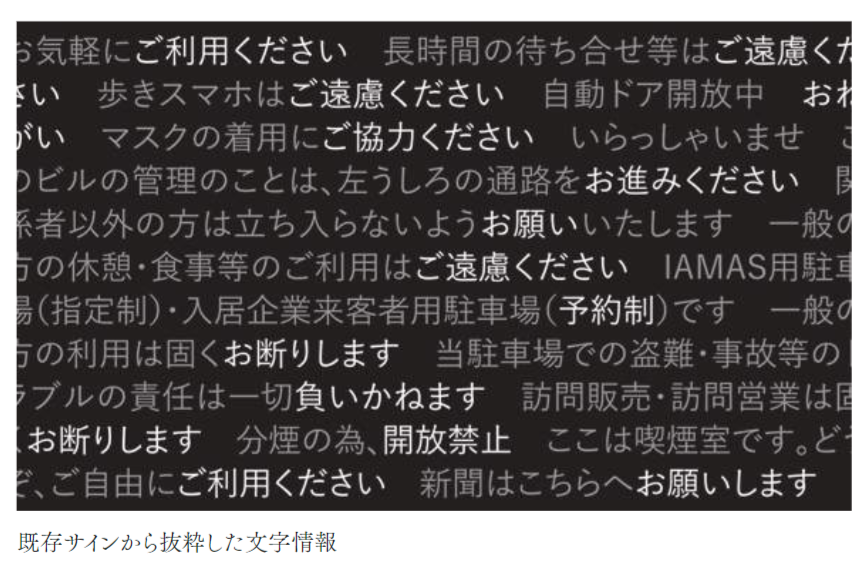 お気軽にご利用ください　長時間の待ち合せ等はご遠慮くだ
さい　歩きスマホはご遠慮ください　自動ドア開放中　おね
がい　マスクの着用にご協力ください　いらっしゃいませ　こ
のビルの管理のことは、左うしろの通路をお進みください　関
係者以外の方は立ち入らないようお願いいたします　一般の
方の休憩・食事等のご利用はご遠慮ください　IAMAS用駐車
場(指定制)・入居企業来客者用駐車場(予約制)です　一般の
方の利用は固くお断りします　当駐車場での盗難・事故等のト
ラブルの責任は一切負いかねます　訪問販売・訪問営業は固
くお断りします　分煙の為、開放禁止　ここは喫煙室です。どう
ぞ、ご自由にご利用ください　新聞はこちらへお願いします
既存サインから抜粋した文字情報